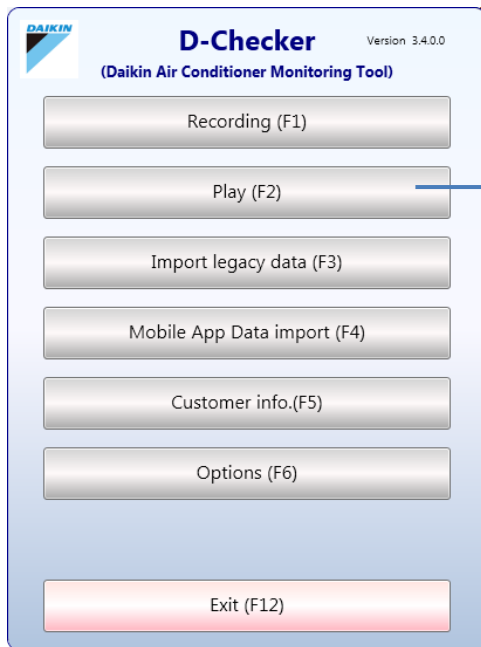 DAIKIN
D-Checker
Version 3.4.0.0
(Daikin Air Conditioner Monitoring Tool)
Recording (F1)
Play (F2)
Import legacy data (F3)
Mobile App Data import (F4)
Customer info.(F5)
Options (F6)
Exit (F12)